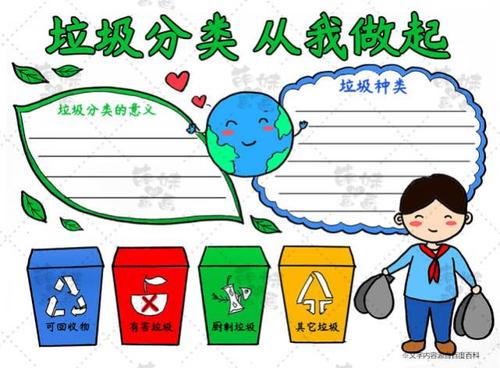 垃圾分类 从我做起
垃圾分类的意义
垃圾种类
可回收物
有害垃圾
厨制垃圾
其它垃圾
※文字内容源自百度百科